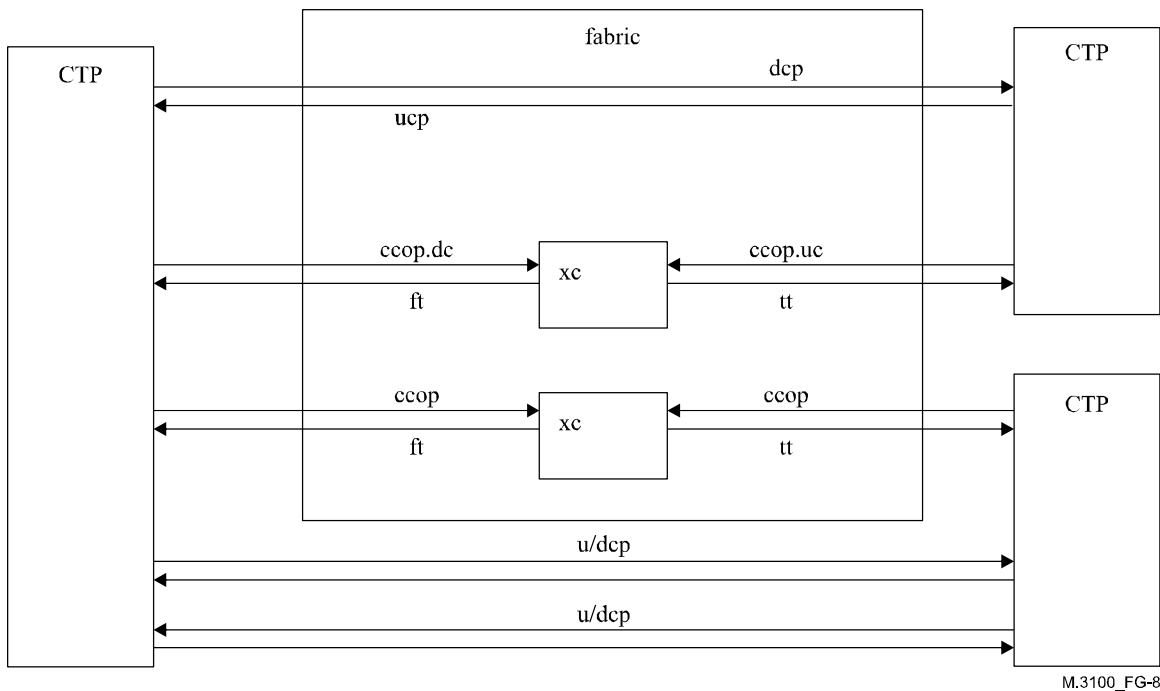 fabric
CTP
CTP
dcp
ucp
ccop.dc
ccop.uc
xc
ft
tt
ccop
ccop
CTP
xc
ft
tt
u/dcp
u/dcp
M.3100_FG-8